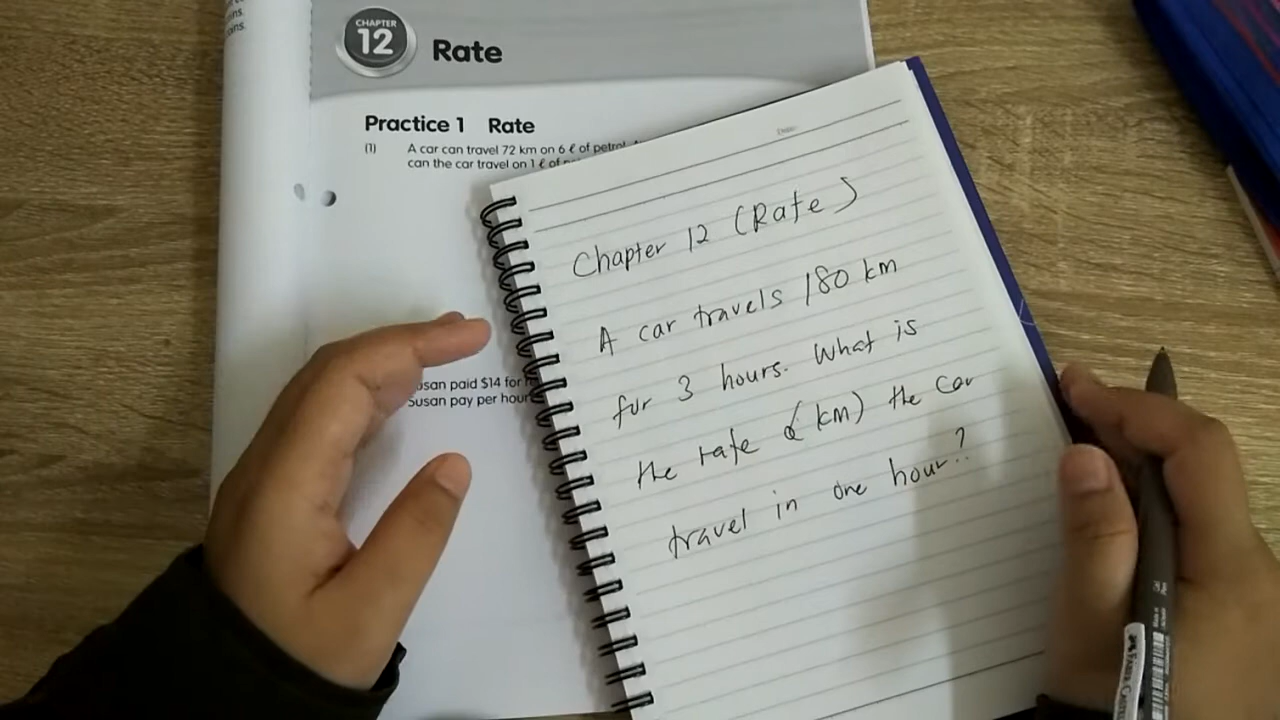 CHAPTER
12
Rate
Practice 1 Rate
(1) A car can travel 72 km on 6 ℓ of petrol.
can the car travel on 1 ℓ of
Susan paid $14 for
Susan pay per hour
Date:
Chapter 12 (Rate)
A car travels 180 km
for 3 hours. What is
the rate (km) the car
travel in one hour?